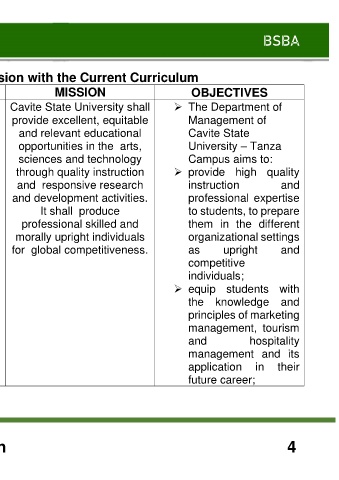 BSBA
sion with the Current Curriculum
MISSION
Cavite State University shall
provide excellent, equitable
and relevant educational
opportunities in the arts,
sciences and technology
through quality instruction
and responsive research
and development activities.
It shall produce
professional skilled and
morally upright individuals
for global competitiveness.
OBJECTIVES
➢ The Department of
Management of
Cavite State
University – Tanza
Campus aims to:
➢ provide high quality
instruction and
professional expertise
to students, to prepare
them in the different
organizational settings
as upright and
competitive
individuals;
➢ equip students with
the knowledge and
principles of marketing
management, tourism
and hospitality
management and its
application in their
future career;
n
4